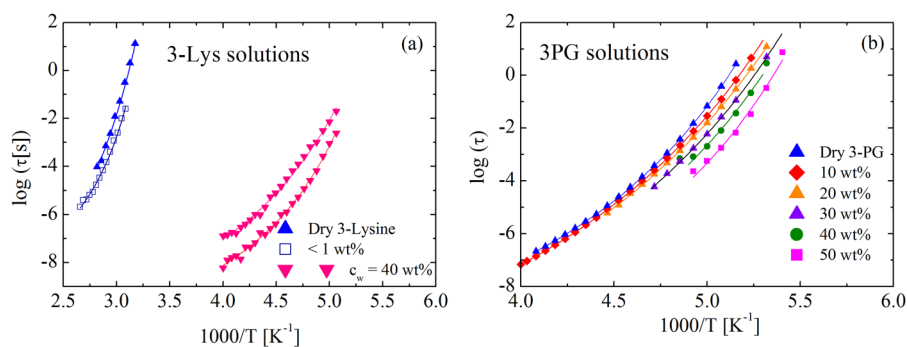 3-Lys solutions
(a)
log (τ[s])
2
0
-2
-4
-6
-8
Dry 3-Lysine
< 1 wt%
c_w = 40 wt%
2.5 3.0 3.5 4.0 4.5 5.0 5.5 6.0
1000/T [K⁻¹]
3PG solutions
(b)
log (τ)
2
0
-2
-4
-6
-8
Dry 3-PG
10 wt%
20 wt%
30 wt%
40 wt%
50 wt%
4.0 4.5 5.0 5.5 6.0
1000/T [K⁻¹]